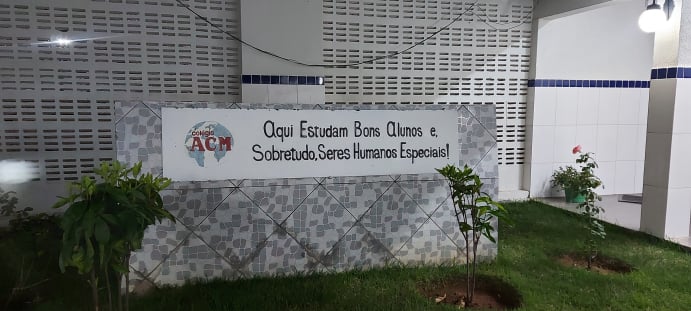 COLÉGIO
ACM
Aqui Estudam Bons Alunos e,
Sobretudo, Seres Humanos Especiais!